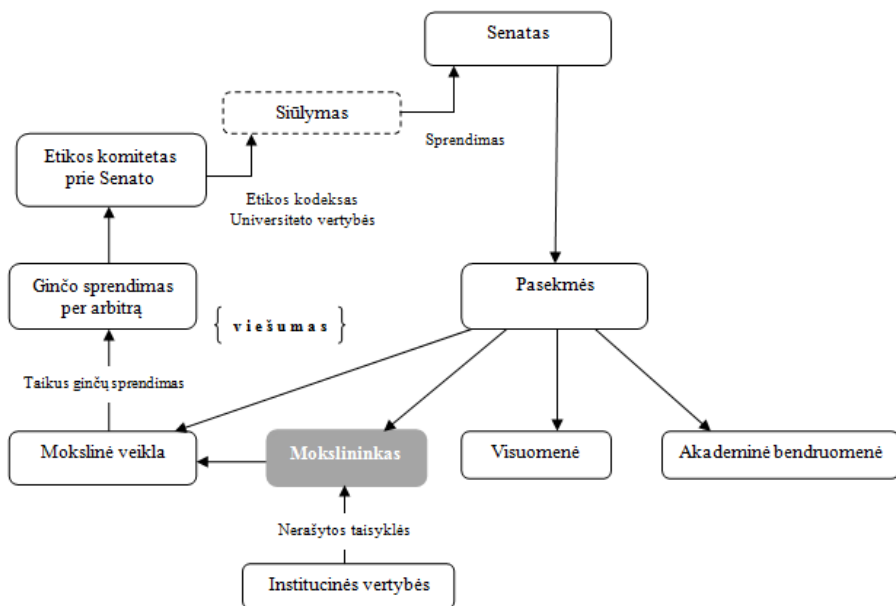 Senatas
Siūlymas
Sprendimas
Etikos komitetas
prie Senato
Etikos kodeksas
Universiteto vertybės
Ginčo sprendimas
per arbitrą
Pasekmės
{ viešumas }
Taikus ginčų sprendimas
Mokslinė veikla
Mokslininkas
Visuomenė
Akademinė bendruomenė
Nerašytos taisyklės
Institucinės vertybės